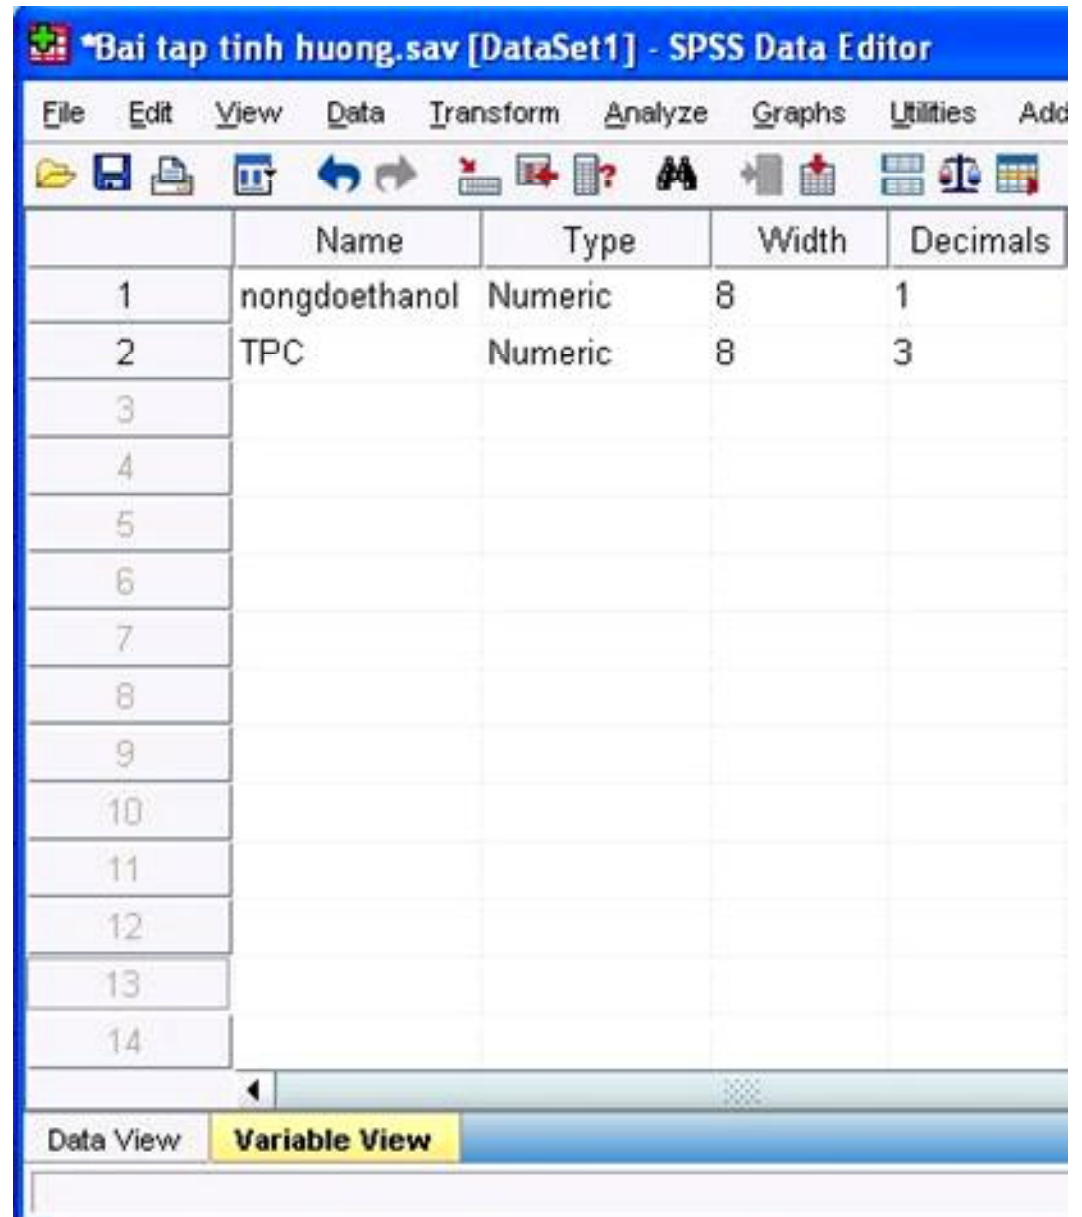 *Bai tap tinh huong.sav [DataSet1] - SPSS Data Editor
File Edit View Data Transform Analyze Graphs Utilities Add
Name Type Width Decimals
1 nongdoethanol Numeric 8 1
2 TPC Numeric 8 3
3
4
5
6
7
8
9
10
11
12
13
14
Data View Variable View